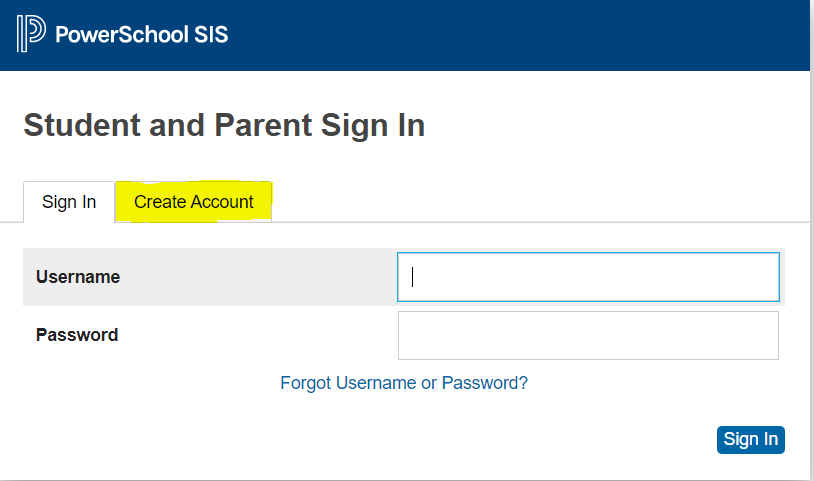 PowerSchool SIS
Student and Parent Sign In
Sign In Create Account
Username
Password
Forgot Username or Password?
Sign In